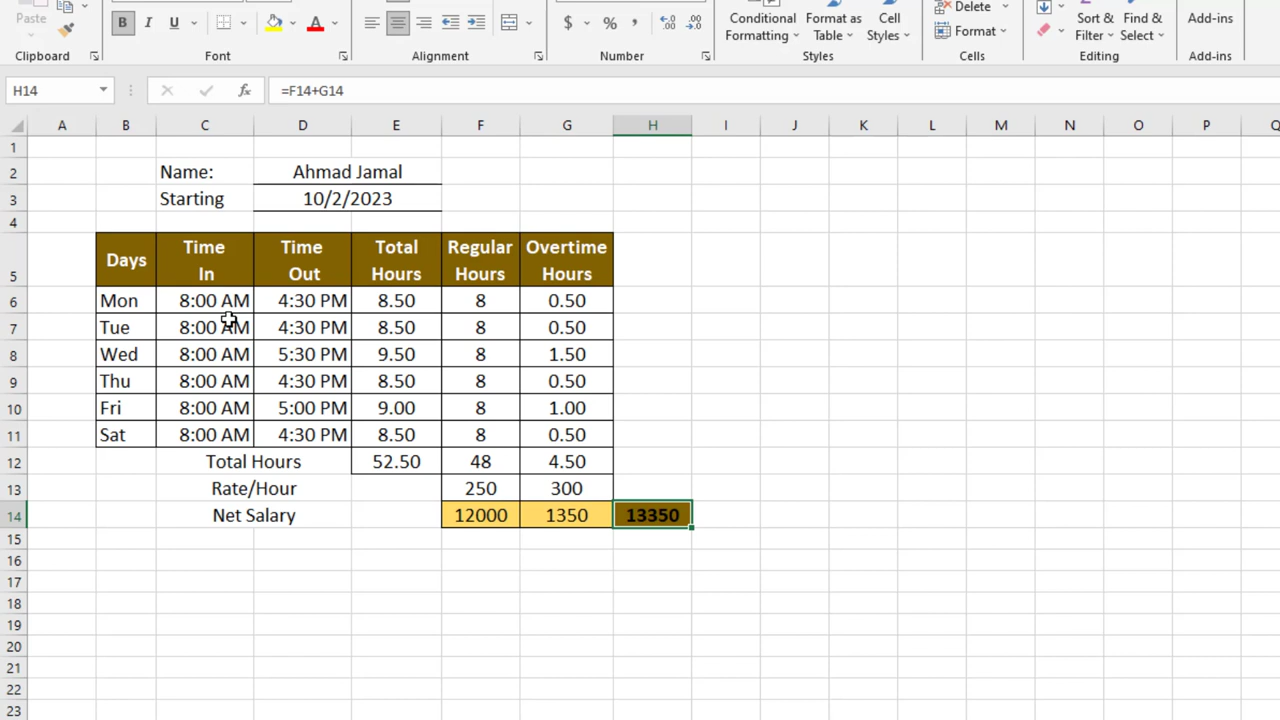 Delete
B I U $ % , Conditional Format as Cell Sort & Find & Add-ins
Formatting Table Styles Format Filter Select
Clipboard Font Alignment Number Styles Cells Editing Add-ins
H14 fx =F14+G14
A B C D E F G H I J K L M N O P Q
1
2 Name: Ahmad Jamal
3 Starting 10/2/2023
4
Time Time Total Regular Overtime
Days
5 In Out Hours Hours Hours
6 Mon 8:00 AM 4:30 PM 8.50 8 0.50
7 Tue 8:00 AM 4:30 PM 8.50 8 0.50
8 Wed 8:00 AM 5:30 PM 9.50 8 1.50
9 Thu 8:00 AM 4:30 PM 8.50 8 0.50
10 Fri 8:00 AM 5:00 PM 9.00 8 1.00
11 Sat 8:00 AM 4:30 PM 8.50 8 0.50
12 Total Hours 52.50 48 4.50
13 Rate/Hour 250 300
14 Net Salary 12000 1350 13350
15
16
17
18
19
20
21
22
23